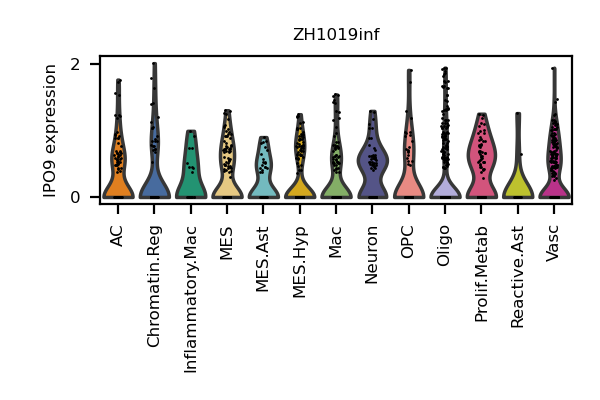 ZH1019inf
IPO9 expression
2
0
AC
Chromatin.Reg
Inflammatory.Mac
MES
MES.Ast
MES.Hyp
Mac
Neuron
OPC
Oligo
Prolif.Metab
Reactive.Ast
Vasc